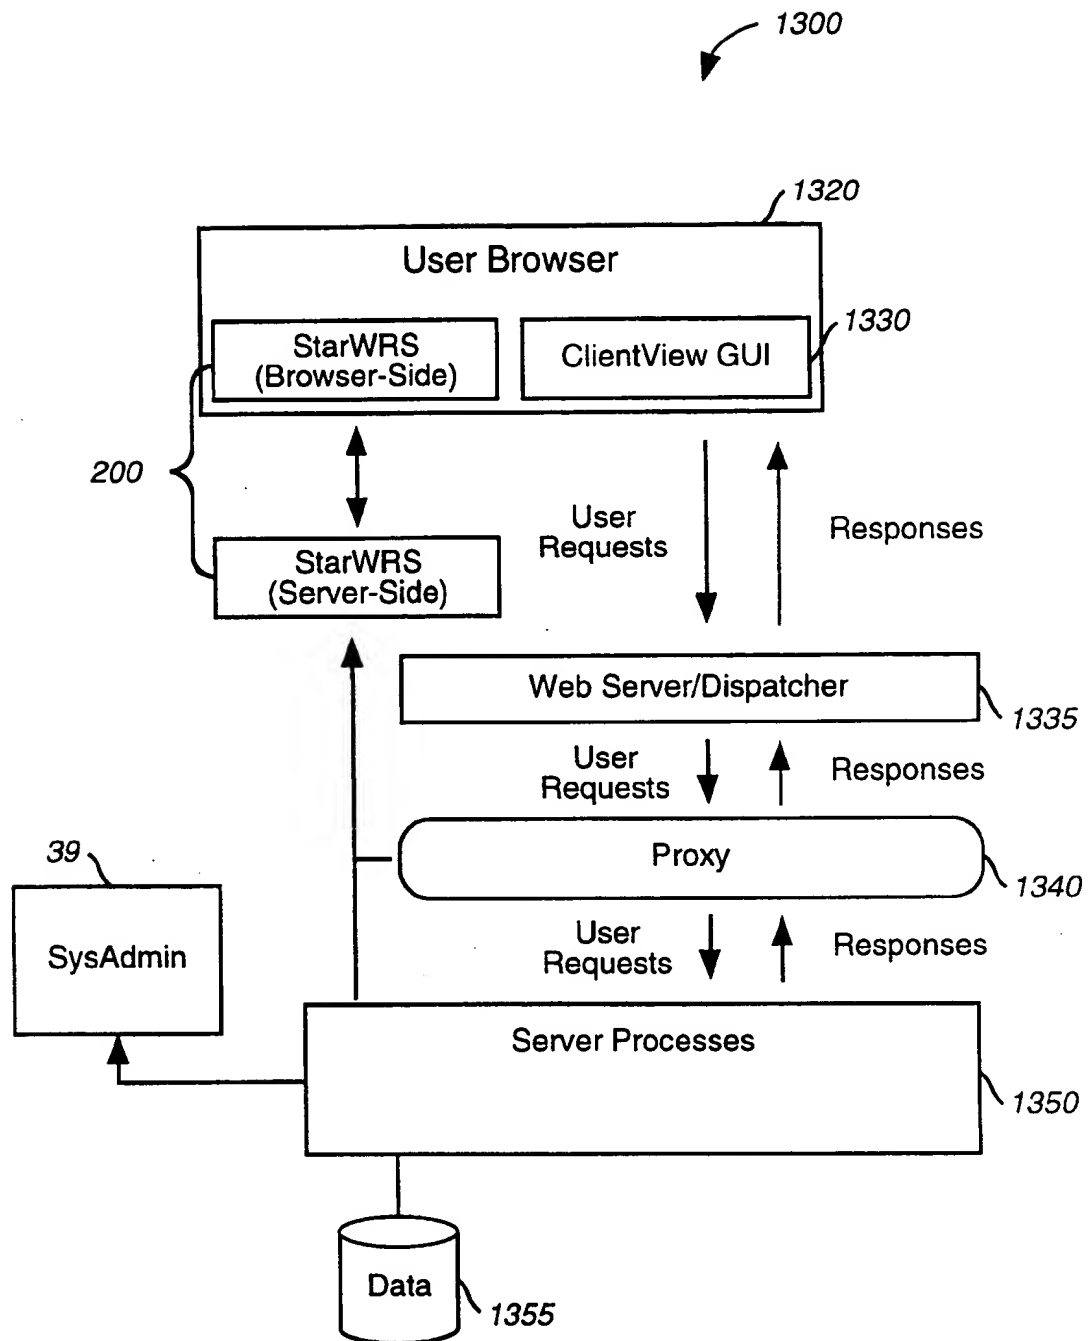 1300
1320
User Browser
1330
StarWRS
(Browser-Side)
ClientView GUI
200
User
Requests
Responses
StarWRS
(Server-Side)
Web Server/Dispatcher
1335
User
Requests
Responses
39
Proxy
1340
SysAdmin
User
Requests
Responses
Server Processes
1350
Data
1355